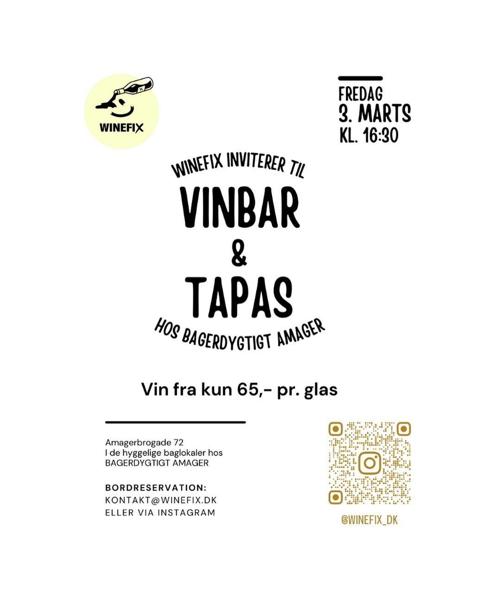 WINEFIX
FREDAG
3. MARTS
KL. 16:30
WINEFIX INVITERER TIL
VINBAR
&
TAPAS
HOS BAGERDYGTIGT AMAGER
Vin fra kun 65,- pr. glas
Amagerbrogade 72
I de hyggelige baglokaler hos
BAGERDYGTIGT AMAGER
BORDRESERVATION:
KONTAKT@WINEFIX.DK
ELLER VIA INSTAGRAM
@WINEFIX_DK